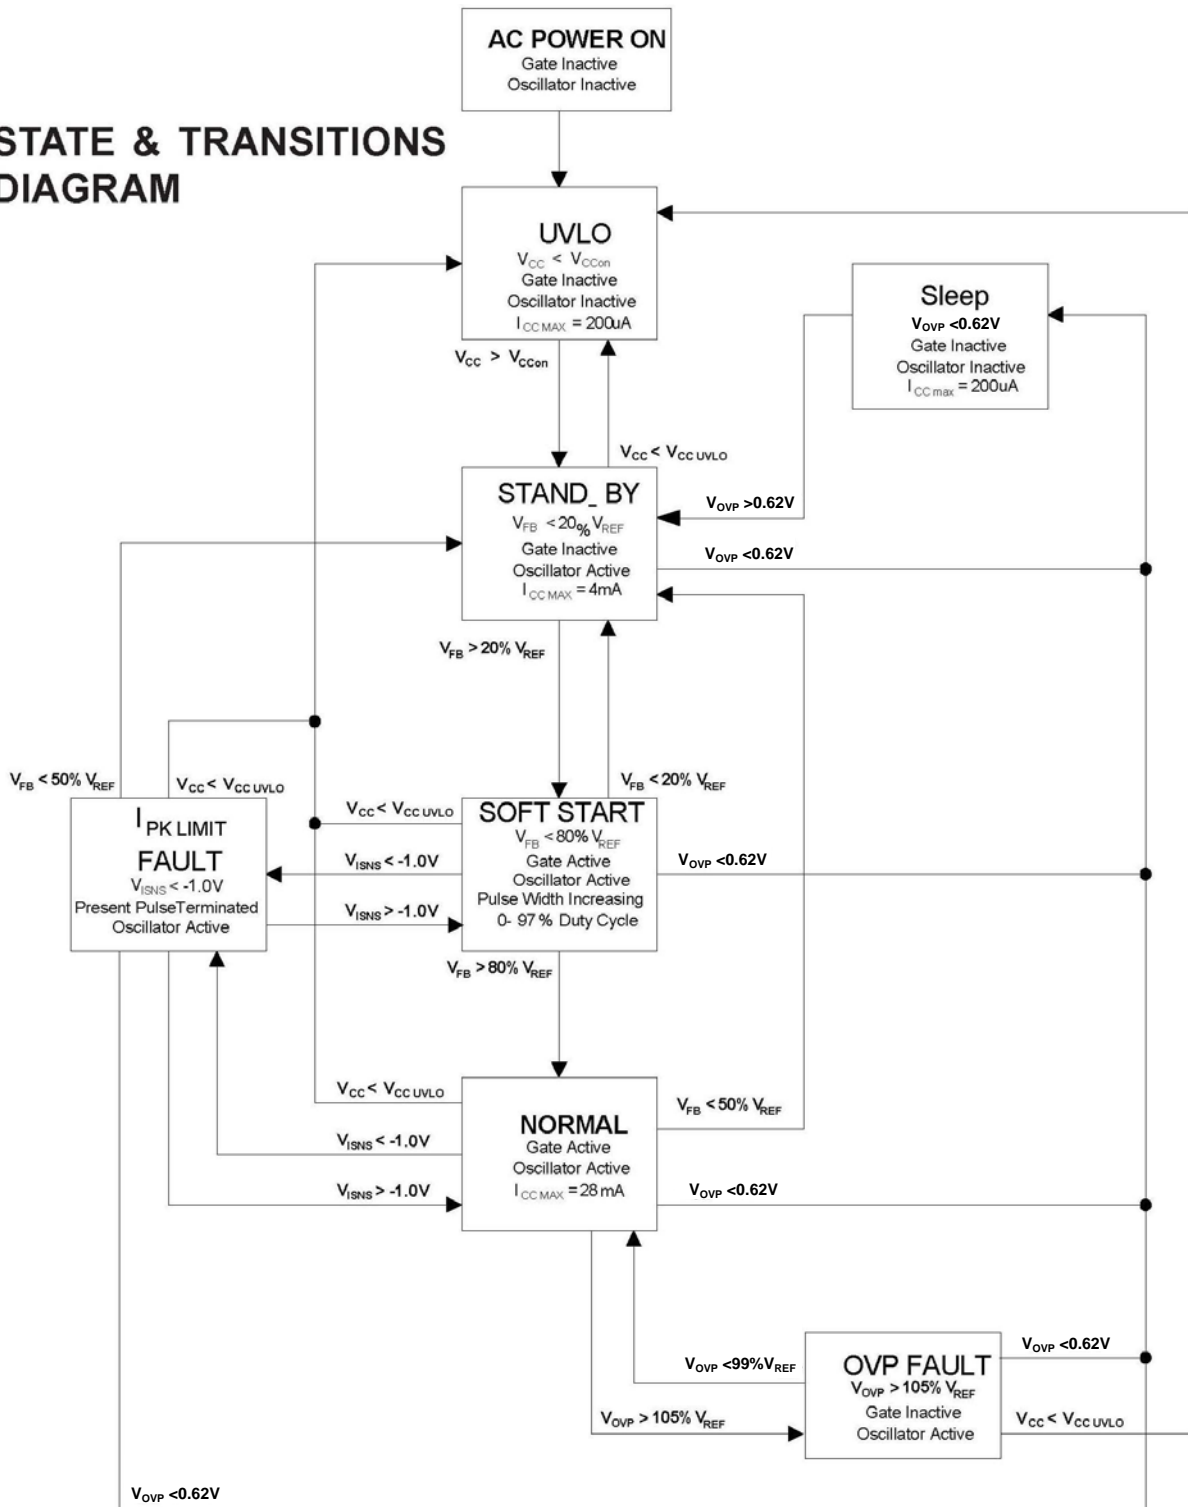 AC POWER ON
Gate Inactive
Oscillator Inactive
STATE & TRANSITIONS
DIAGRAM
UVLO
VCC < VCCon
Gate Inactive
Oscillator Inactive
ICC MAX = 200uA
Sleep
VOVP <0.62V
Gate Inactive
Oscillator Inactive
ICC max = 200uA
VCC > VCCon
VCC < VCC UVLO
STAND_ BY
VFB < 20% VREF
Gate Inactive
Oscillator Active
ICC MAX = 4mA
VOVP >0.62V
VOVP <0.62V
VFB > 20% VREF
VFB < 50% VREF
VCC < VCC UVLO
VFB < 20% VREF
IPK LIMIT
FAULT
VISNS < -1.0V
Present PulseTerminated
Oscillator Active
VCC < VCC UVLO
VISNS < -1.0V
VISNS > -1.0V
SOFT START
VFB < 80% VREF
Gate Active
Oscillator Active
Pulse Width Increasing
0- 97 % Duty Cycle
VOVP <0.62V
VFB > 80% VREF
VCC < VCC UVLO
VISNS < -1.0V
VISNS > -1.0V
NORMAL
Gate Active
Oscillator Active
ICC MAX = 28 mA
VFB < 50% VREF
VOVP <0.62V
VOVP <99%VREF
VOVP > 105% VREF
OVP FAULT
VOVP > 105% VREF
Gate Inactive
Oscillator Active
VOVP <0.62V
VCC < VCC UVLO
VOVP <0.62V